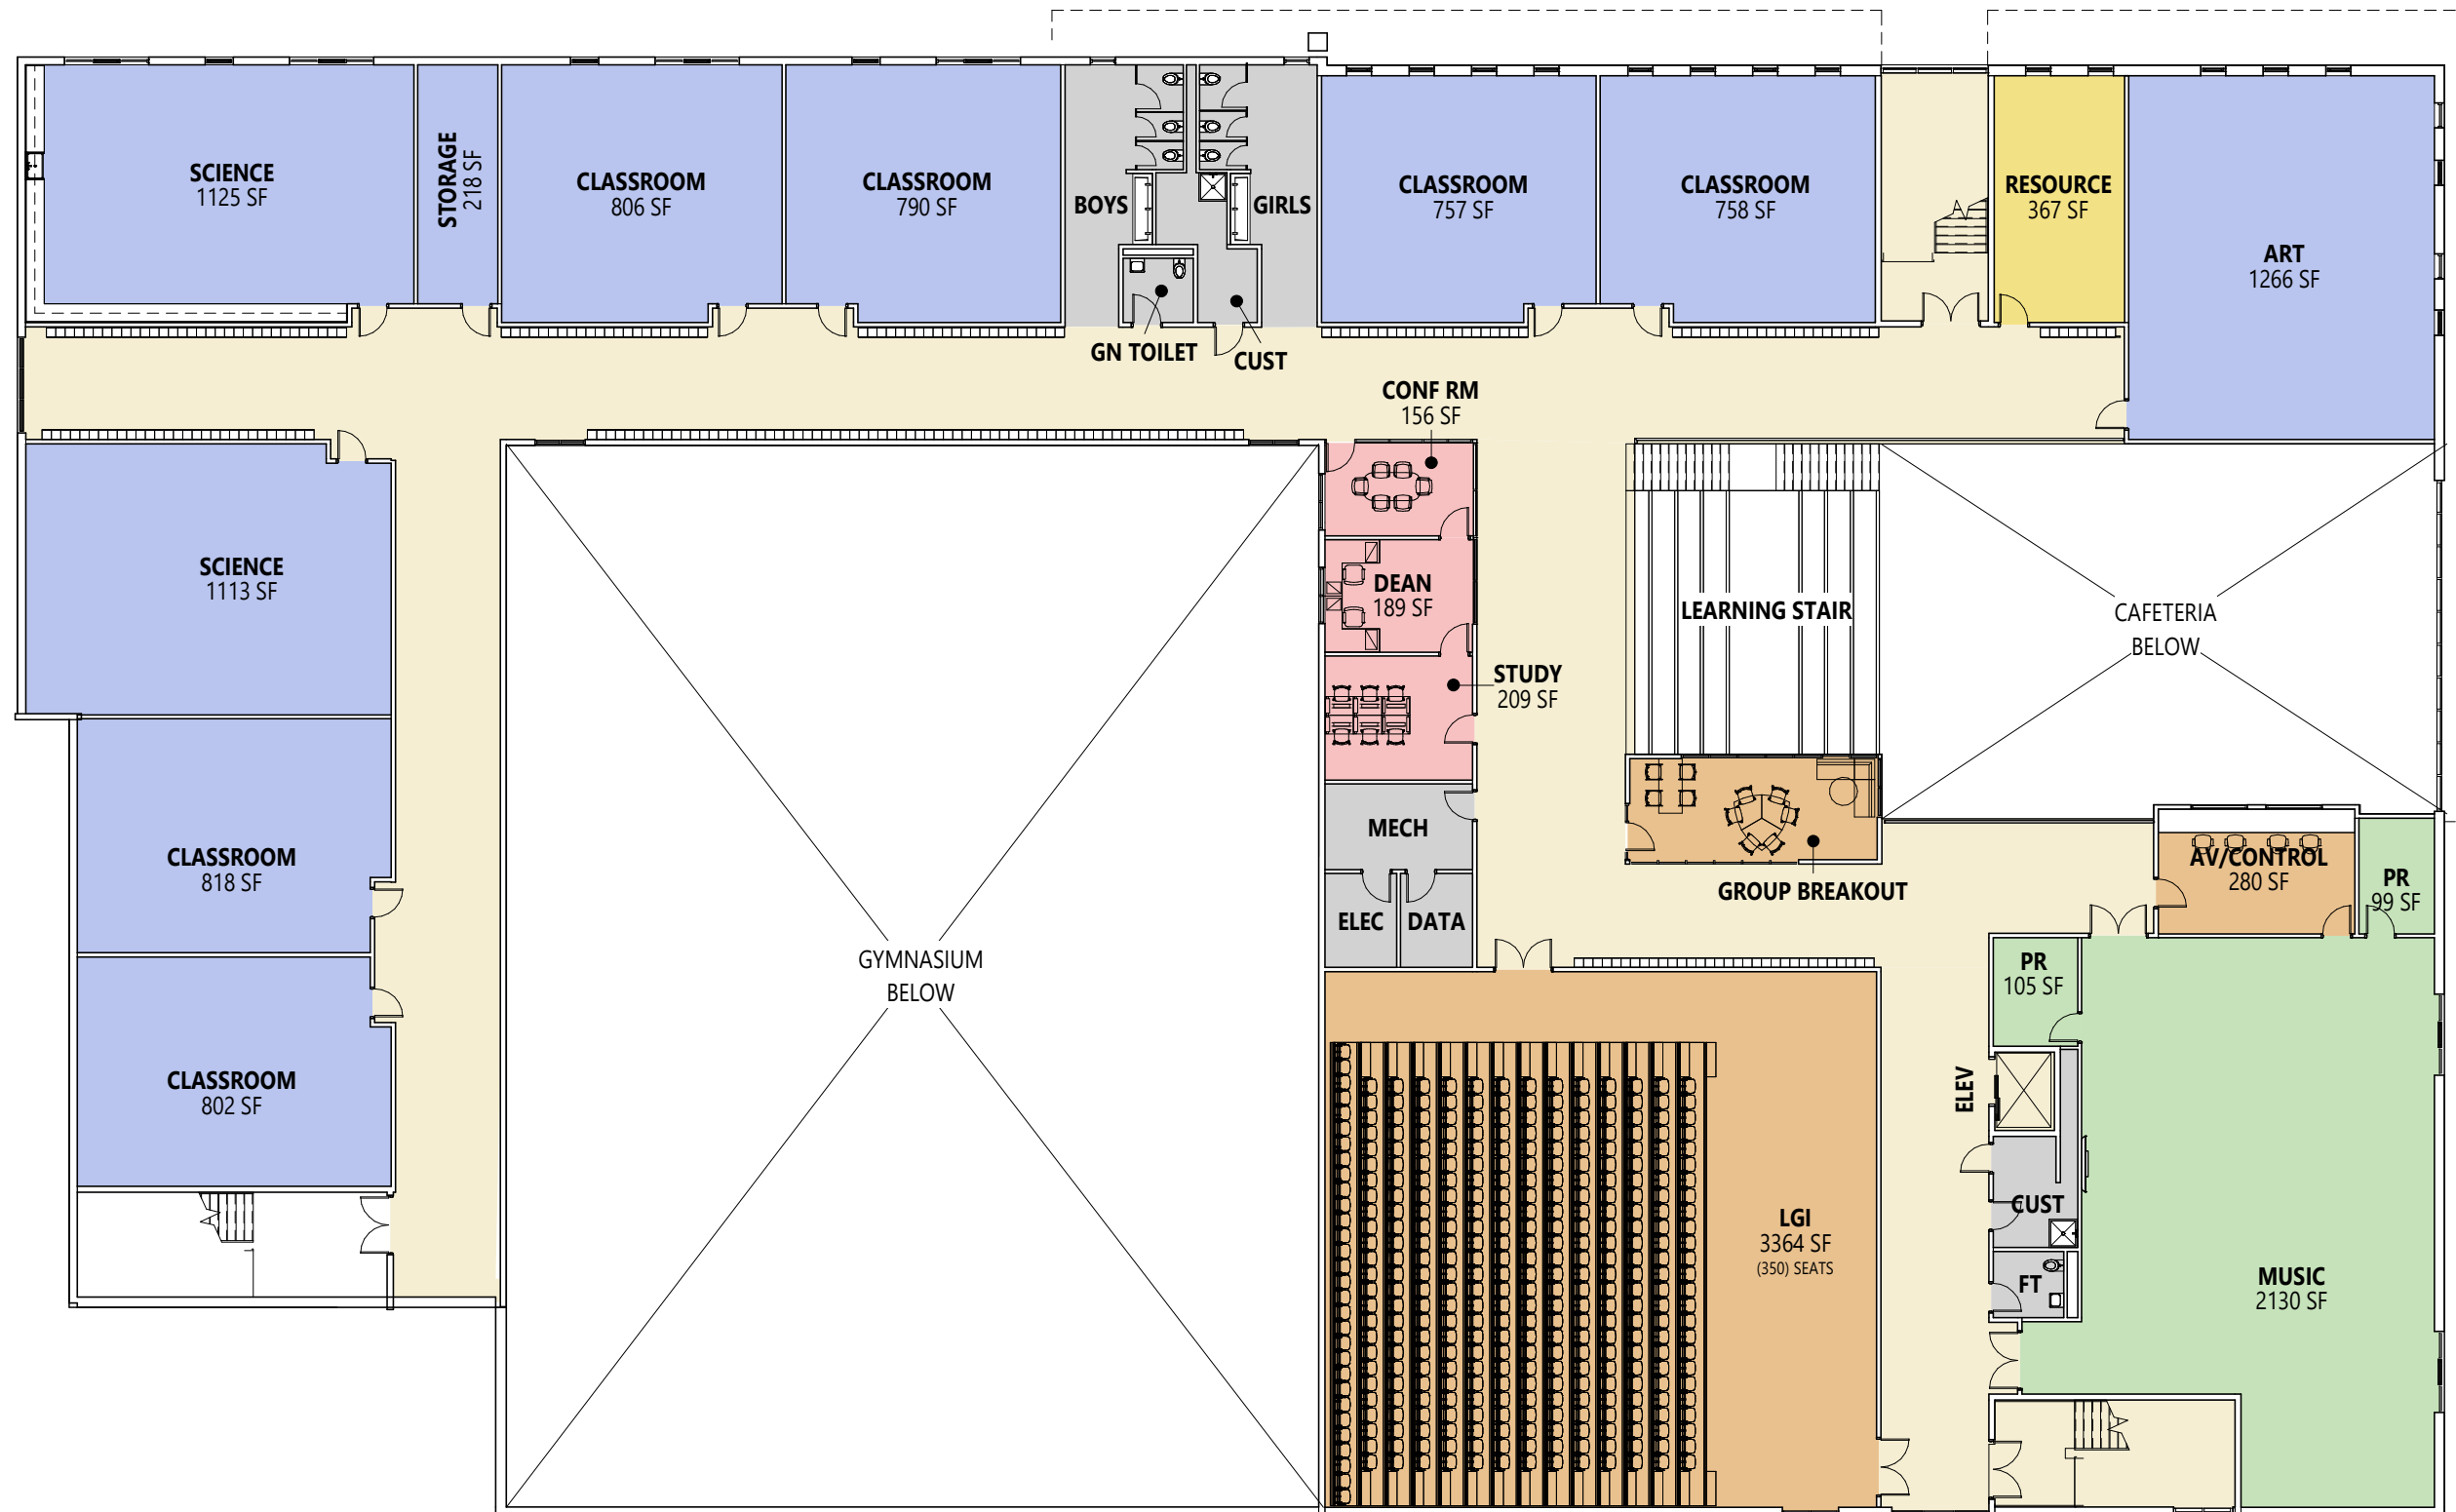 SCIENCE
1125 SF
STORAGE
218 SF
CLASSROOM
806 SF
CLASSROOM
790 SF
BOYS
GIRLS
CLASSROOM
757 SF
CLASSROOM
758 SF
RESOURCE
367 SF
ART
1266 SF
GN TOILET
CUST
CONF RM
156 SF
SCIENCE
1113 SF
DEAN
189 SF
LEARNING STAIR
CAFETERIA
BELOW
STUDY
209 SF
MECH
CLASSROOM
818 SF
AV/CONTROL
280 SF
PR
99 SF
GROUP BREAKOUT
ELEC
DATA
GYMNASIUM
BELOW
PR
105 SF
CLASSROOM
802 SF
ELEV
CUST
LGI
3364 SF
(350) SEATS
FT
MUSIC
2130 SF